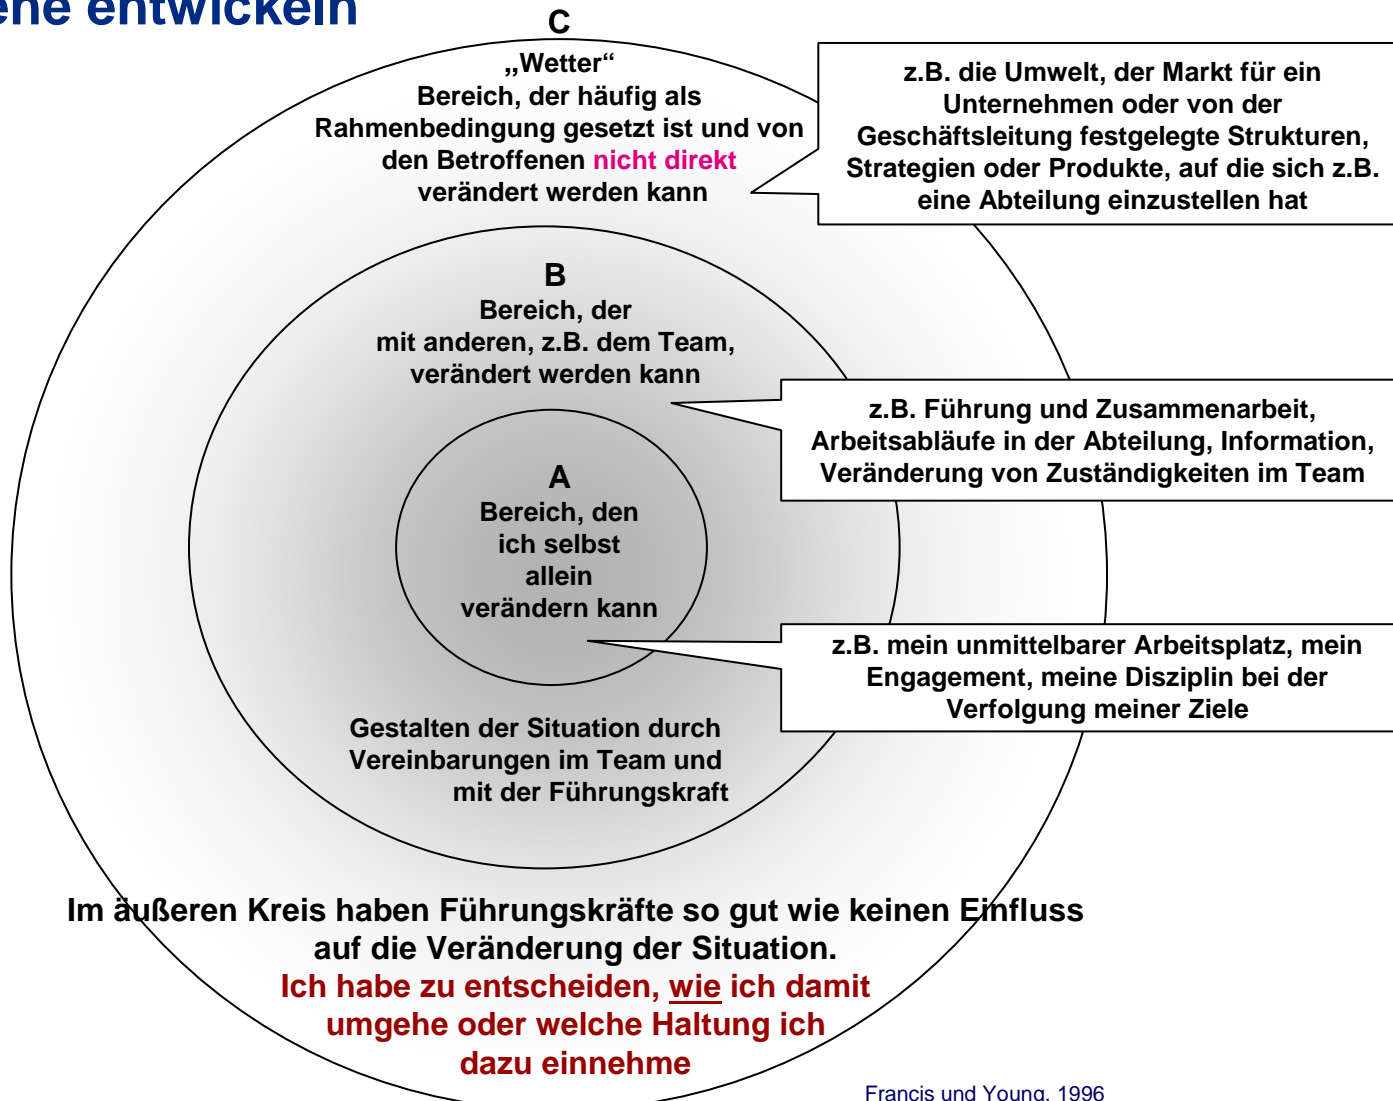 ene entwickeln
C
„Wetter“
Bereich, der häufig als
Rahmenbedingung gesetzt ist und von
den Betroffenen nicht direkt
verändert werden kann
z.B. die Umwelt, der Markt für ein
Unternehmen oder von der
Geschäftsleitung festgelegte Strukturen,
Strategien oder Produkte, auf die sich z.B.
eine Abteilung einzustellen hat
B
Bereich, der
mit anderen, z.B. dem Team,
verändert werden kann
z.B. Führung und Zusammenarbeit,
Arbeitsabläufe in der Abteilung, Information,
Veränderung von Zuständigkeiten im Team
A
Bereich, den
ich selbst
allein
verändern kann
z.B. mein unmittelbarer Arbeitsplatz, mein
Engagement, meine Disziplin bei der
Verfolgung meiner Ziele
Gestalten der Situation durch
Vereinbarungen im Team und
mit der Führungskraft
Im äußeren Kreis haben Führungskräfte so gut wie keinen Einfluss
auf die Veränderung der Situation.
Ich habe zu entscheiden, wie ich damit
umgehe oder welche Haltung ich
dazu einnehme
Francis und Young, 1996